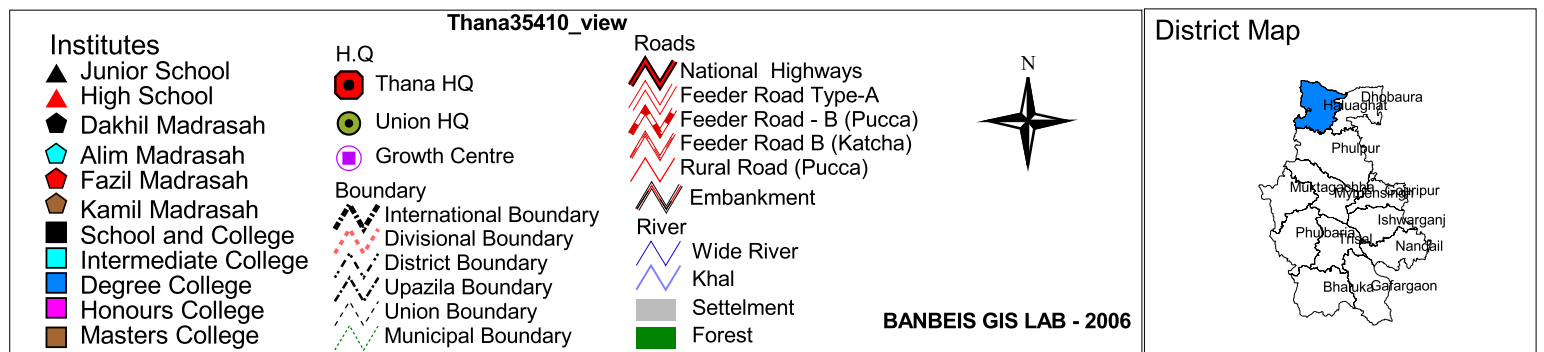 Thana35410_view
Institutes
Junior School
High School
Dakhil Madrasah
Alim Madrasah
Fazil Madrasah
Kamil Madrasah
School and College
Intermediate College
Degree College
Honours College
Masters College
H.Q
Thana HQ
Union HQ
Growth Centre
Boundary
International Boundary
Divisional Boundary
District Boundary
Upazila Boundary
Union Boundary
Municipal Boundary
Roads
National Highways
Feeder Road Type-A
Feeder Road - B (Pucca)
Feeder Road B (Katcha)
Rural Road (Pucca)
Embankment
River
Wide River
Khal
Settelment
Forest
N
BANBEIS GIS LAB - 2006
District Map
Dhobaura
Haluaghat
Phulpur
Muktagachha
Mymensingh
Gouripur
Ishwarganj
Phulbaria
Trisal
Nandail
Bhaluka
Gafargaon